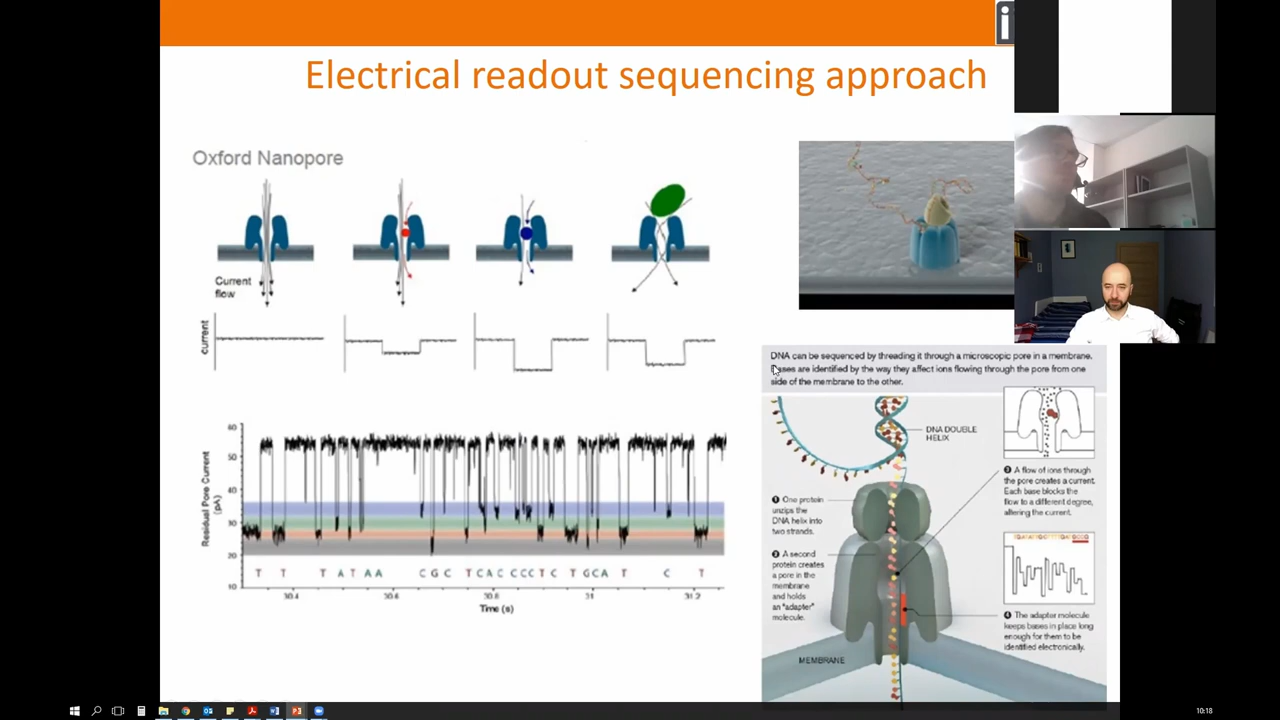 Electrical readout sequencing approach
Oxford Nanopore
Current
flow
current
DNA can be sequenced by threading it through a microscopic pore in a membrane.
Bases are identified by the way they affect ions flowing through the pore from one
side of the membrane to the other.
DNA DOUBLE
HELIX
1 One protein
unzips the
DNA helix into
two strands.
2 A second
protein creates
a pore in the
membrane
and holds
an "adapter"
molecule.
3 A flow of ions through
the pore creates a current.
Each base blocks the
flow to a different degree,
altering the current.
4 The adapter molecule
keeps bases in place long
enough for them to be
identified electronically.
MEMBRANE
Residual Pore Current
(pA)
60
50
40
30
20
10
T T T A T A A C G C T C A C C C C T C T G C A T C T
30.4 30.6 30.8 31 31.2
Time (s)
10:18